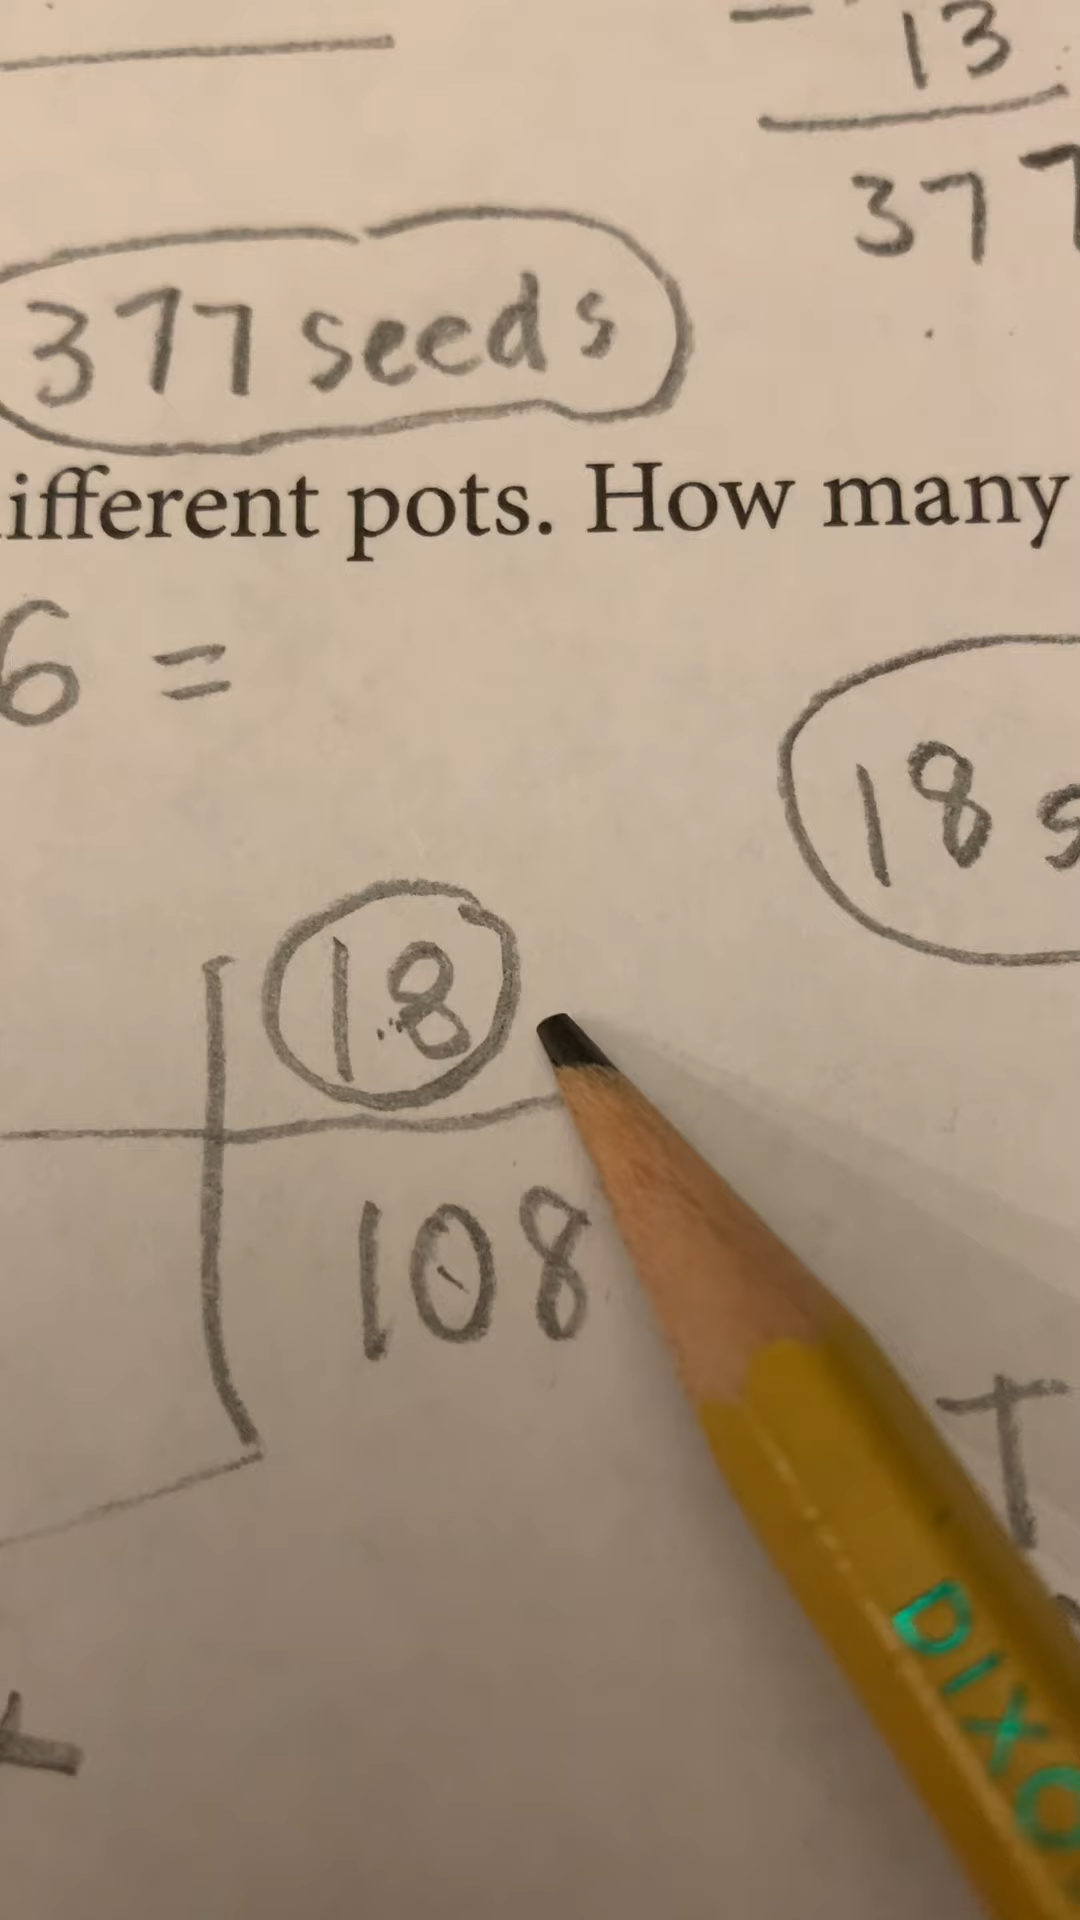 13
377
377 seeds
ifferent pots. How many
6 =
18 s
18
108
T
DIXO